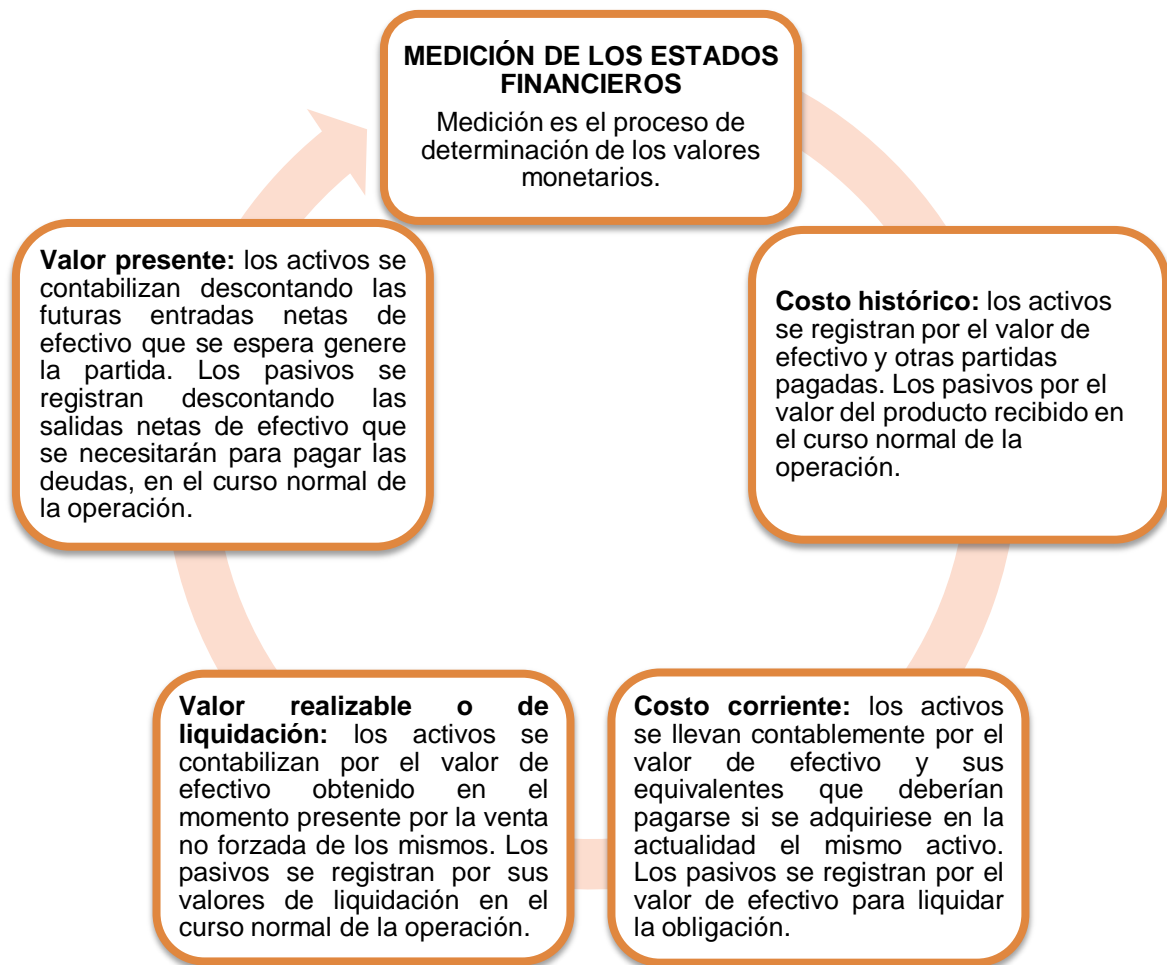 MEDICIÓN DE LOS ESTADOS
FINANCIEROS
Medición es el proceso de
determinación de los valores
monetarios.
Costo histórico: los activos
se registran por el valor de
efectivo y otras partidas
pagadas. Los pasivos por el
valor del producto recibido en
el curso normal de la
operación.
Costo corriente: los activos
se llevan contablemente por el
valor de efectivo y sus
equivalentes que deberían
pagarse si se adquiriese en la
actualidad el mismo activo.
Los pasivos se registran por el
valor de efectivo para liquidar
la obligación.
Valor realizable o de
liquidación: los activos se
contabilizan por el valor de
efectivo obtenido en el
momento presente por la venta
no forzada de los mismos. Los
pasivos se registran por sus
valores de liquidación en el
curso normal de la operación.
Valor presente: los activos se
contabilizan descontando las
futuras entradas netas de
efectivo que se espera genere
la partida. Los pasivos se
registran descontando las
salidas netas de efectivo que
se necesitarán para pagar las
deudas, en el curso normal de
la operación.